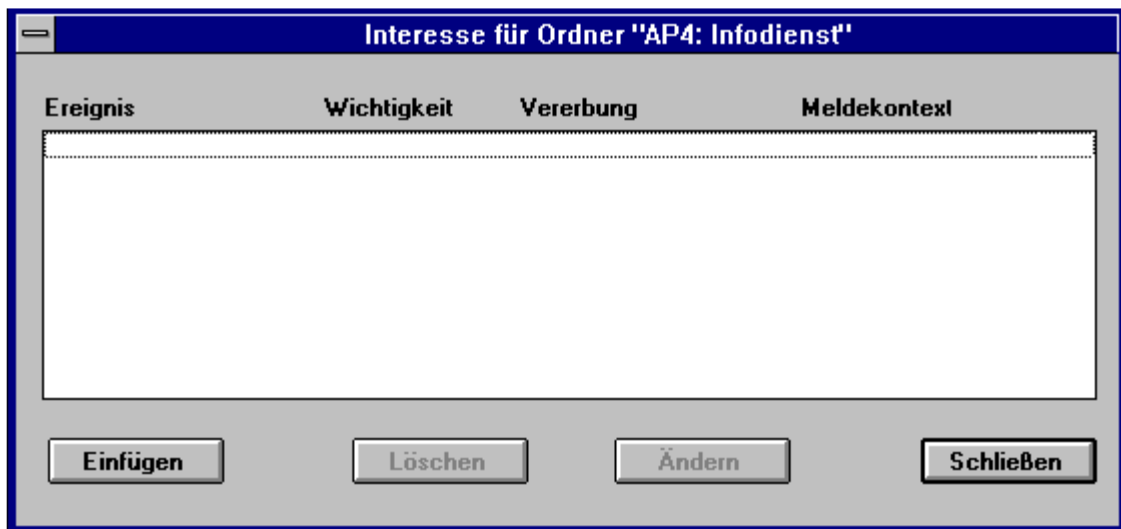 Interesse für Ordner "AP4: Infodienst"
Ereignis Wichtigkeit Vererbung Meldekontext
Einfügen Löschen Ändern Schließen